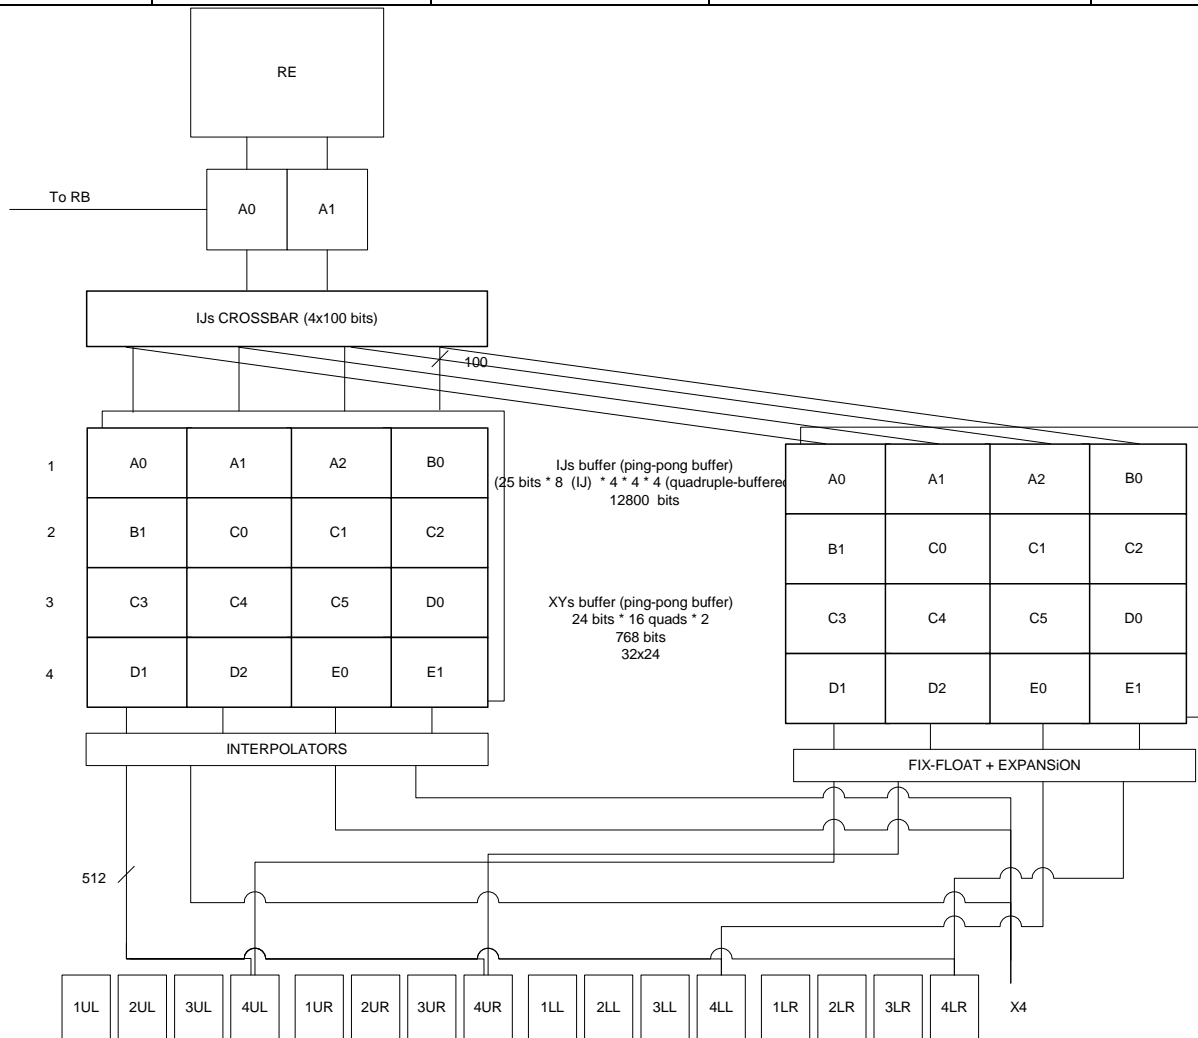 RE
To RB
A0 A1
IJs CROSSBAR (4x100 bits)
100
1 A0 A1 A2 B0
2 B1 C0 C1 C2
3 C3 C4 C5 D0
4 D1 D2 E0 E1
IJs buffer (ping-pong buffer)
(25 bits * 8 (IJ) * 4 * 4 * 4 (quadruple-buffered
12800 bits
XYs buffer (ping-pong buffer)
24 bits * 16 quads * 2
768 bits
32x24
A0 A1 A2 B0
B1 C0 C1 C2
C3 C4 C5 D0
D1 D2 E0 E1
INTERPOLATORS
FIX-FLOAT + EXPANSiON
512
1UL 2UL 3UL 4UL 1UR 2UR 3UR 4UR 1LL 2LL 3LL 4LL 1LR 2LR 3LR 4LR X4